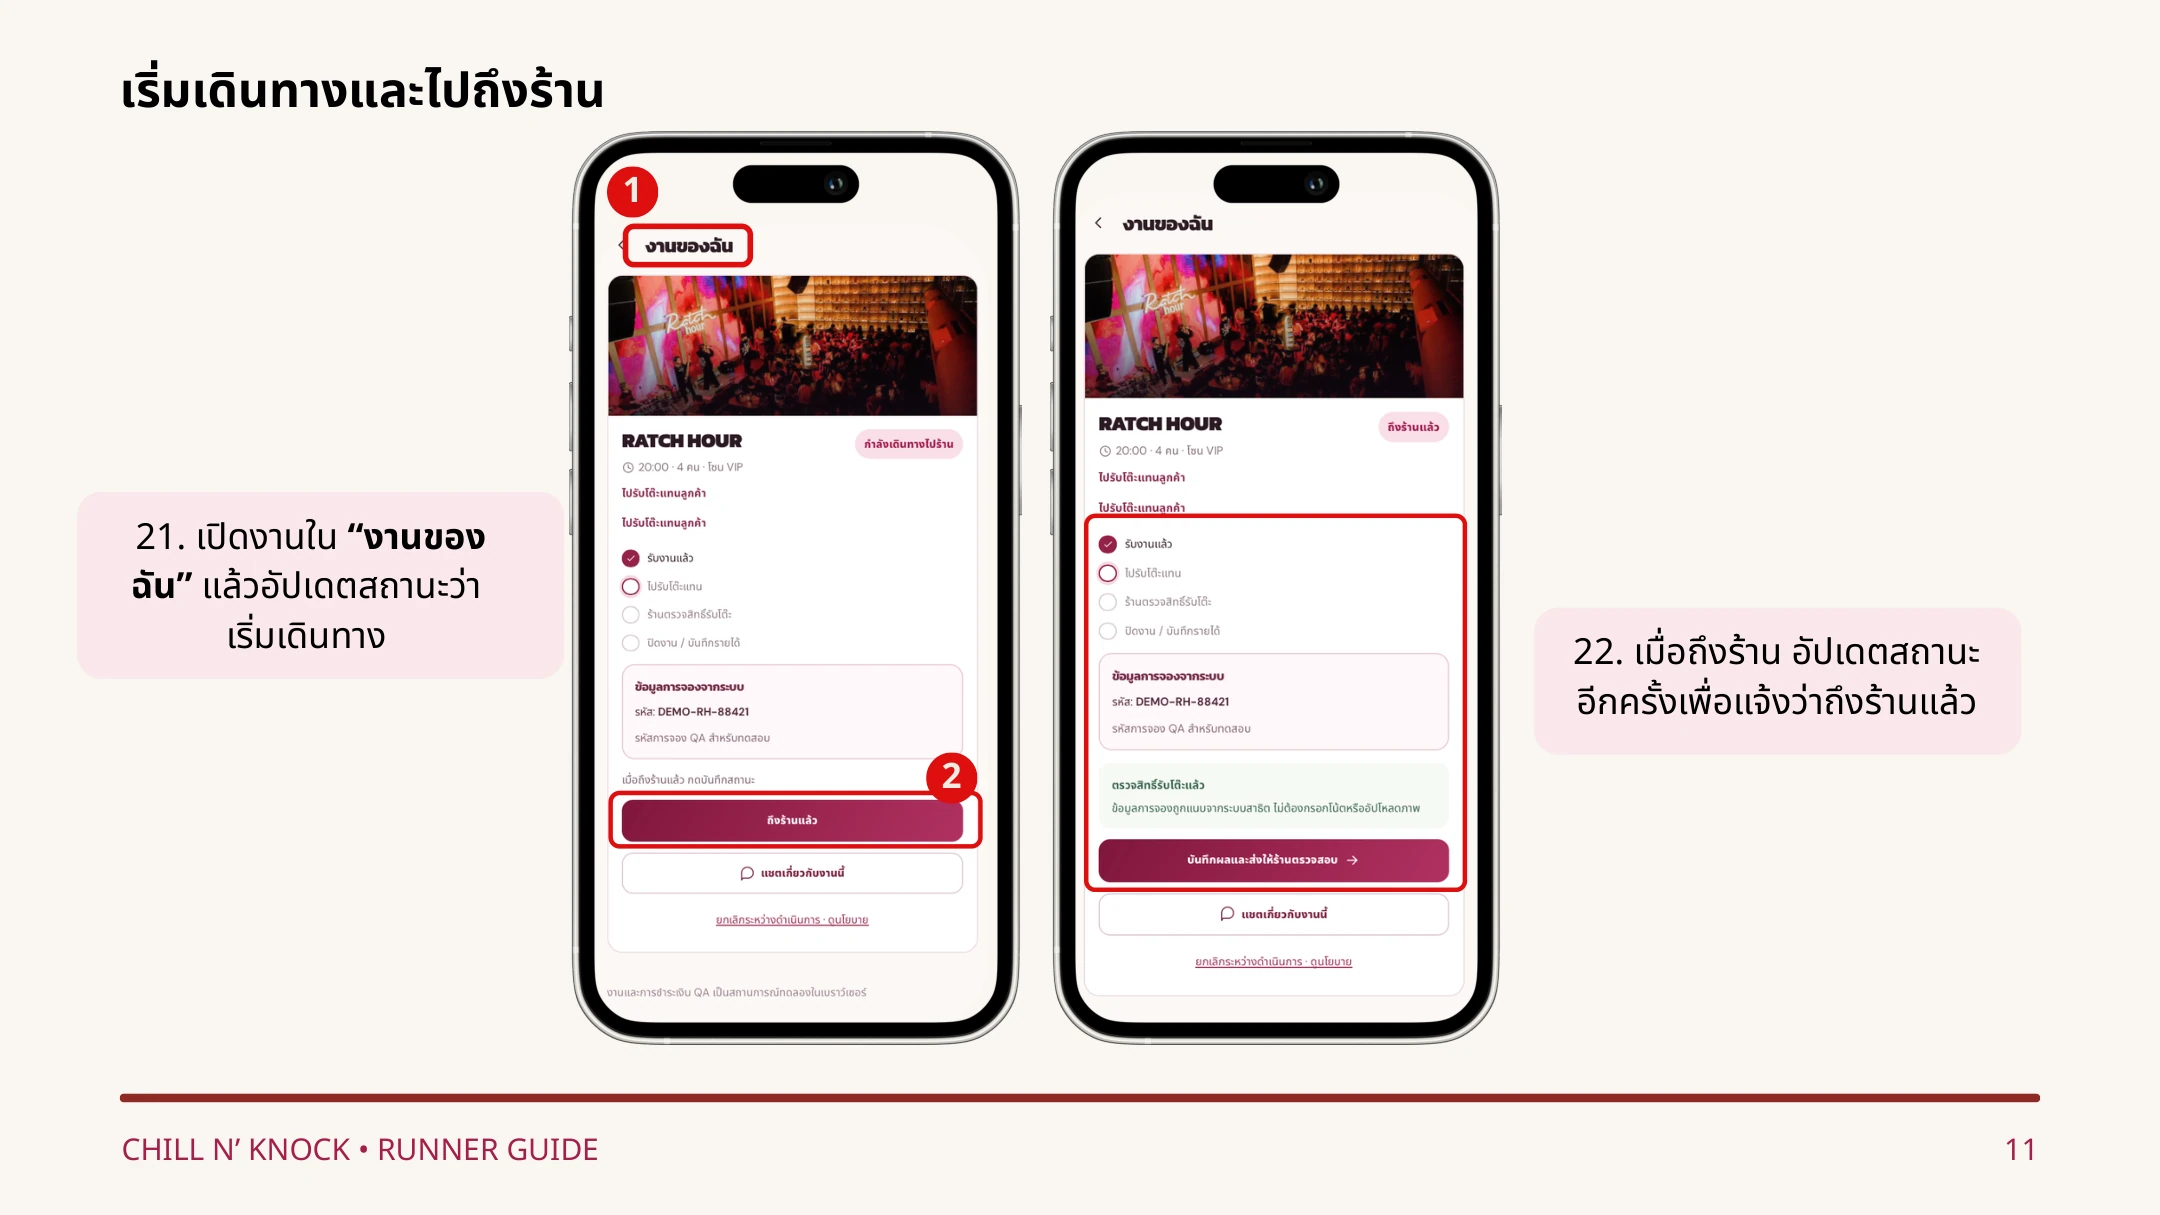 เริ่มเดินทางและไปถึงร้าน
21. เปิดงานใน “งานของ
ฉัน” แล้วอัปเดตสถานะว่า
เริ่มเดินทาง
1
งานของฉัน
Ratch
hour
RATCH HOUR
กำลังเดินทางไปร้าน
20:00 · 4 คน · โซน VIP
ไปรับโต๊ะแทนลูกค้า
ไปรับโต๊ะแทนลูกค้า
รับงานแล้ว
ไปรับโต๊ะแทน
ร้านตรวจสิทธิ์รับโต๊ะ
ปิดงาน / บันทึกรายได้
ข้อมูลการจองจากระบบ
รหัส: DEMO-RH-88421
รหัสการจอง QA สำหรับทดสอบ
เมื่อถึงร้านแล้ว กดบันทึกสถานะ
2
ถึงร้านแล้ว
แชตเกี่ยวกับงานนี้
ยกเลิกระหว่างดำเนินการ · ดูนโยบาย
งานและการชำระเงิน QA เป็นสถานการณ์ทดลองในเบราว์เซอร์
งานของฉัน
Ratch
hour
RATCH HOUR
ถึงร้านแล้ว
20:00 · 4 คน · โซน VIP
ไปรับโต๊ะแทนลูกค้า
ไปรับโต๊ะแทนลูกค้า
รับงานแล้ว
ไปรับโต๊ะแทน
ร้านตรวจสิทธิ์รับโต๊ะ
ปิดงาน / บันทึกรายได้
ข้อมูลการจองจากระบบ
รหัส: DEMO-RH-88421
รหัสการจอง QA สำหรับทดสอบ
ตรวจสิทธิ์รับโต๊ะแล้ว
ข้อมูลการจองถูกแนบจากระบบสาธิต ไม่ต้องกรอกโน้ตหรืออัปโหลดภาพ
บันทึกผลและส่งให้ร้านตรวจสอบ →
แชตเกี่ยวกับงานนี้
ยกเลิกระหว่างดำเนินการ · ดูนโยบาย
22. เมื่อถึงร้าน อัปเดตสถานะ
อีกครั้งเพื่อแจ้งว่าถึงร้านแล้ว
CHILL N’ KNOCK • RUNNER GUIDE
11